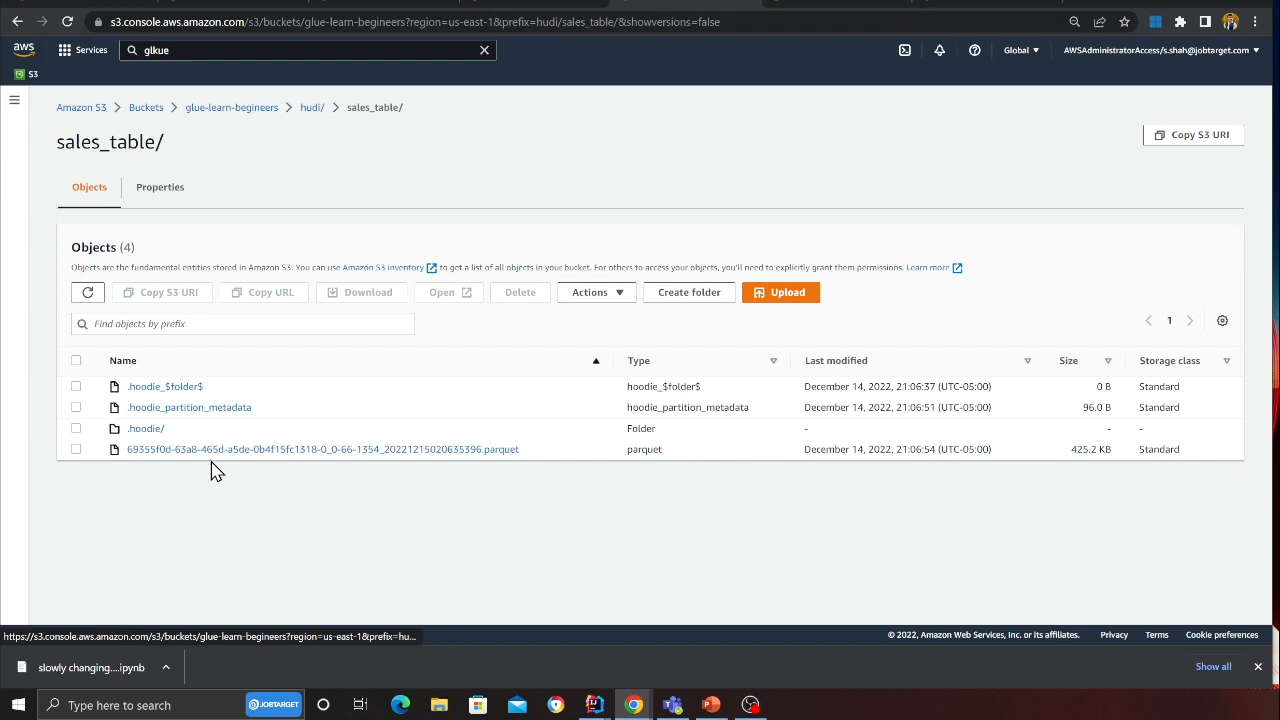 s3.console.aws.amazon.com/s3/buckets/glue-learn-begineers?region=us-east-1&prefix=hudi/sales_table/&showversions=false
aws Services glkue Global AWSAdministratorAccess/s.shah@jobtarget.com
S3
Amazon S3 Buckets glue-learn-begineers hudi/ sales_table/
sales_table/ Copy S3 URI
Objects Properties
Objects (4)
Objects are the fundamental entities stored in Amazon S3. You can use Amazon S3 inventory to get a list of all objects in your bucket. For others to access your objects, you'll need to explicitly grant them permissions. Learn more
Copy S3 URI Copy URL Download Open Delete Actions Create folder Upload
Find objects by prefix 1
Name Type Last modified Size Storage class
.hoodie_$folder$ hoodie_$folder$ December 14, 2022, 21:06:37 (UTC-05:00) 0 B Standard
.hoodie_partition_metadata hoodie_partition_metadata December 14, 2022, 21:06:51 (UTC-05:00) 96.0 B Standard
.hoodie/ Folder - - -
69355f0d-63a8-465d-a5de-0b4f15fc1318-0_0-66-1354_20221215020635396.parquet parquet December 14, 2022, 21:06:54 (UTC-05:00) 425.2 KB Standard
https://s3.console.aws.amazon.com/s3/buckets/glue-learn-begineers?region=us-east-1&prefix=hu... © 2022, Amazon Web Services, Inc. or its affiliates. Privacy Terms Cookie preferences
slowly changing....ipynb Show all
Type here to search JOBTARGET